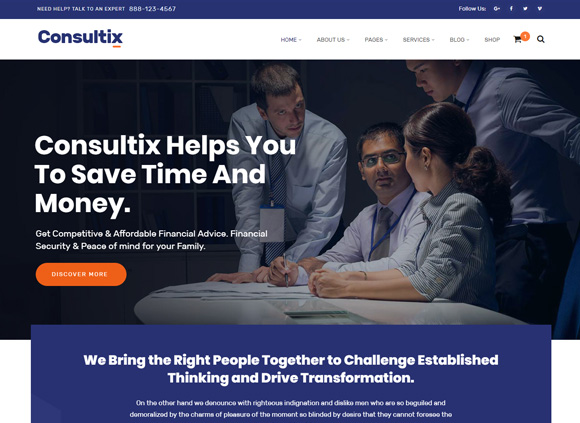 NEED HELP? TALK TO AN EXPERT 888-123-4567
Follow Us:
Consultix
HOME ABOUT US PAGES SERVICES BLOG SHOP
1
Consultix Helps You
To Save Time And
Money.
Get Competitive & Affordable Financial Advice. Financial
Security & Peace of mind for your Family.
DISCOVER MORE
We Bring the Right People Together to Challenge Established
Thinking and Drive Transformation.
On the other hand we denounce with righteous indignation and dislike men who are so beguiled and
demoralized by the charms of pleasure of the moment so blinded by desire that they cannot foresee the